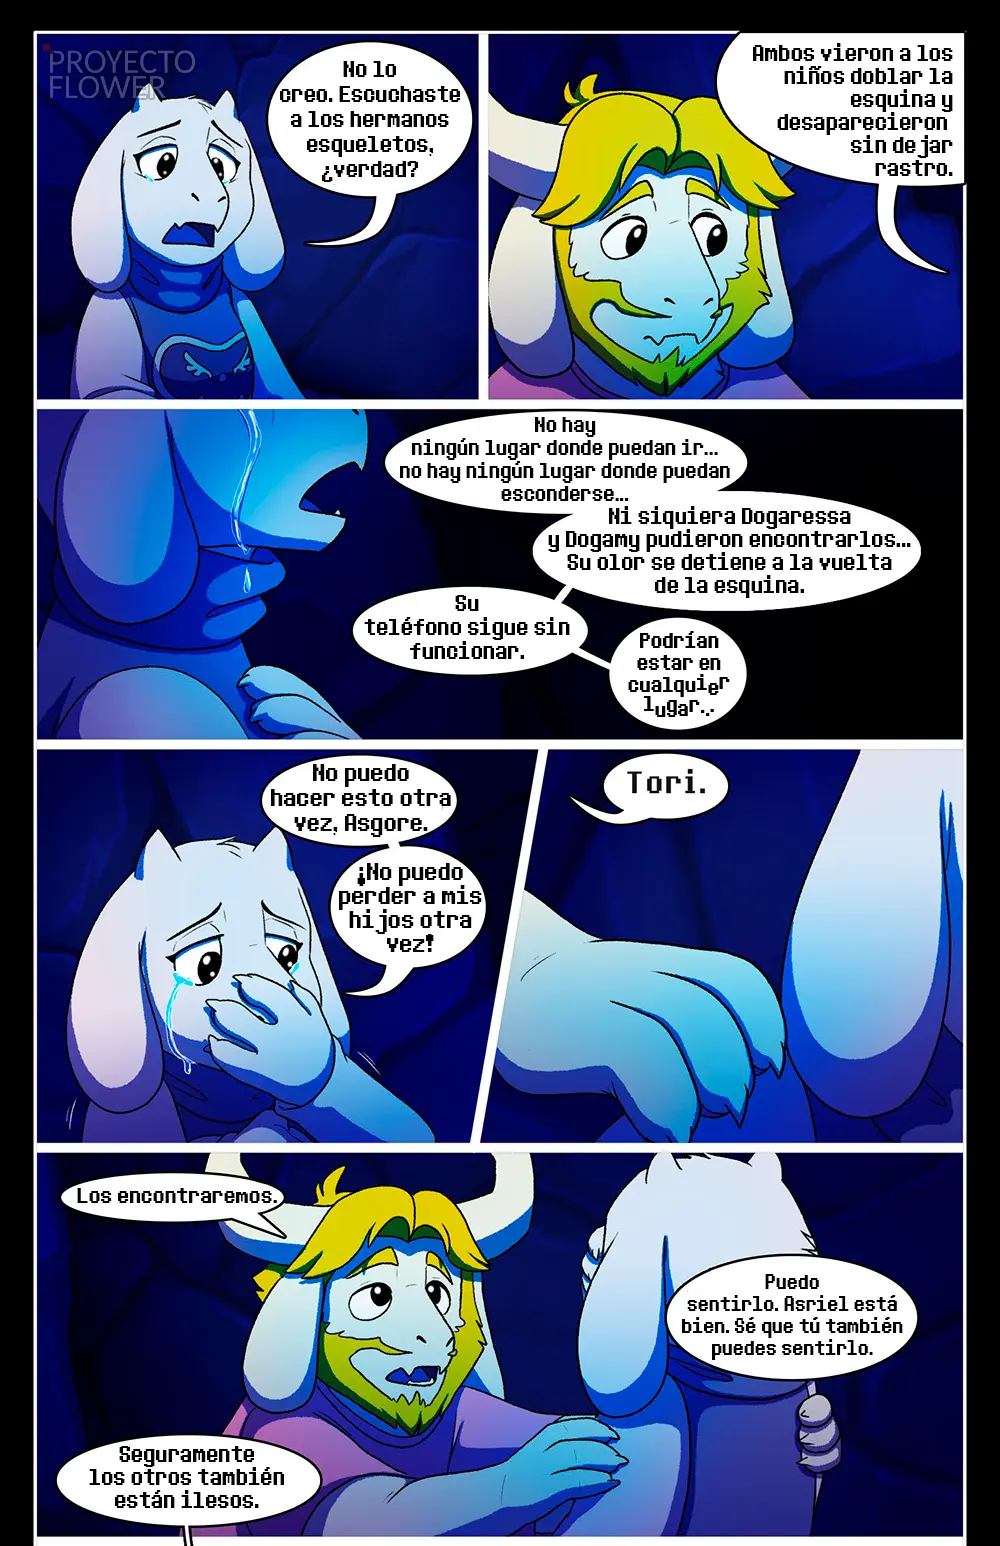 PROYECTO
FLOWER
No lo
creo. Escuchaste
a los hermanos
esqueletos,
¿verdad?
Ambos vieron a los
niños doblar la
esquina y
desaparecieron
sin dejar
rastro.
No hay
ningún lugar donde puedan ir...
no hay ningún lugar donde puedan
esconderse...
Ni siquiera Dogaressa
y Dogamy pudieron encontrarlos...
Su olor se detiene a la vuelta
de la esquina.
Su
teléfono sigue sin
funcionar.
Podrían
estar en
cualquier
lugar...
No puedo
hacer esto otra
vez, Asgore.
¡No puedo
perder a mis
hijos otra
vez!
Tori.
Los encontraremos.
Puedo
sentirlo. Asriel está
bien. Sé que tú también
puedes sentirlo.
Seguramente
los otros también
están ilesos.